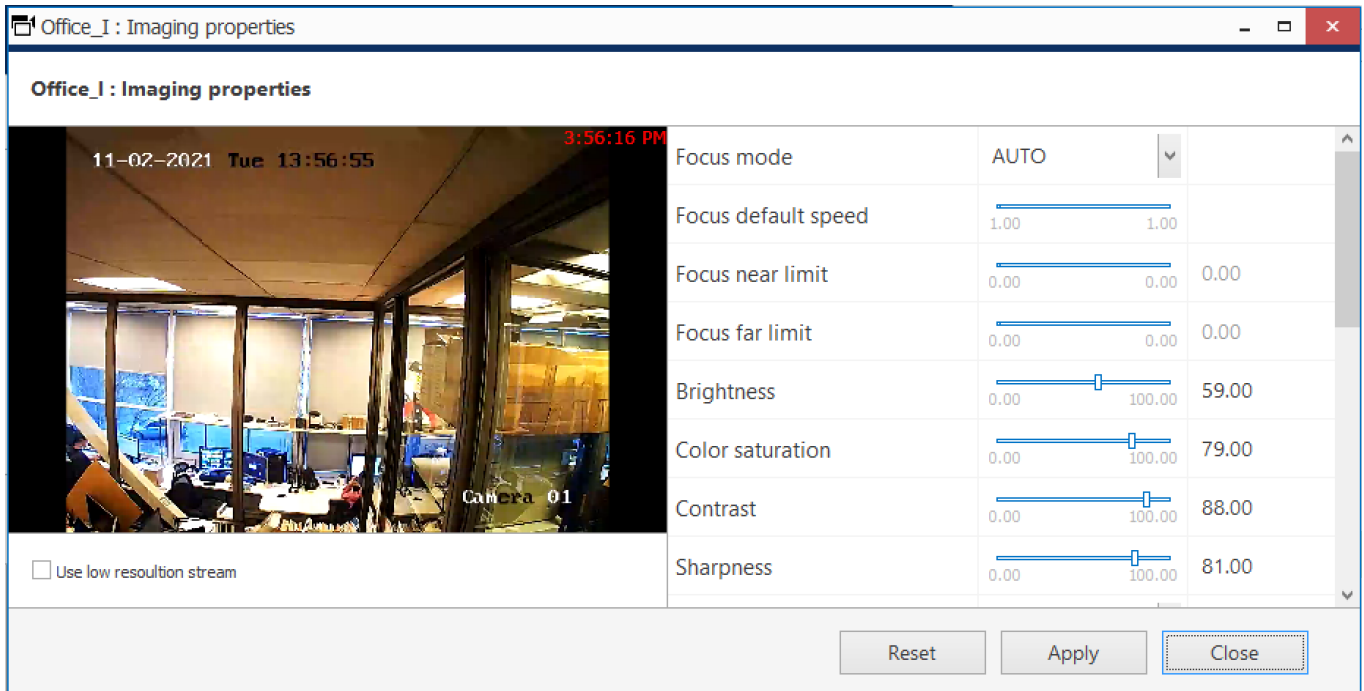 Office_I : Imaging properties
Office_I : Imaging properties
3:56:16 PM
11-02-2021 Tue 13:56:55
Camera 01
Use low resoultion stream
Focus mode AUTO
Focus default speed 1.00 1.00
Focus near limit 0.00 0.00 0.00
Focus far limit 0.00 0.00 0.00
Brightness 0.00 100.00 59.00
Color saturation 0.00 100.00 79.00
Contrast 0.00 100.00 88.00
Sharpness 0.00 100.00 81.00
Reset Apply Close